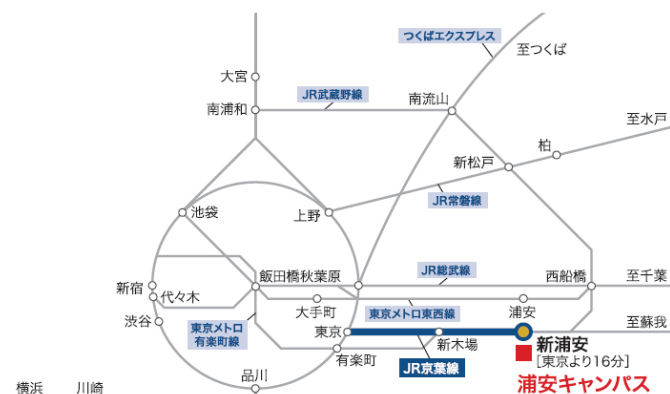 つくばエクスプレス
至つくば
大宮
JR武蔵野線
南流山
南浦和
至水戸
柏
新松戸
JR常磐線
池袋
上野
JR総武線
飯田橋秋葉原
西船橋
至千葉
新宿
代々木
大手町
東京メトロ東西線
浦安
渋谷
東京メトロ
有楽町線
東京
新木場
至蘇我
新浦安
[東京より16分]
有楽町
JR京葉線
品川
浦安キャンパス
横浜
川崎